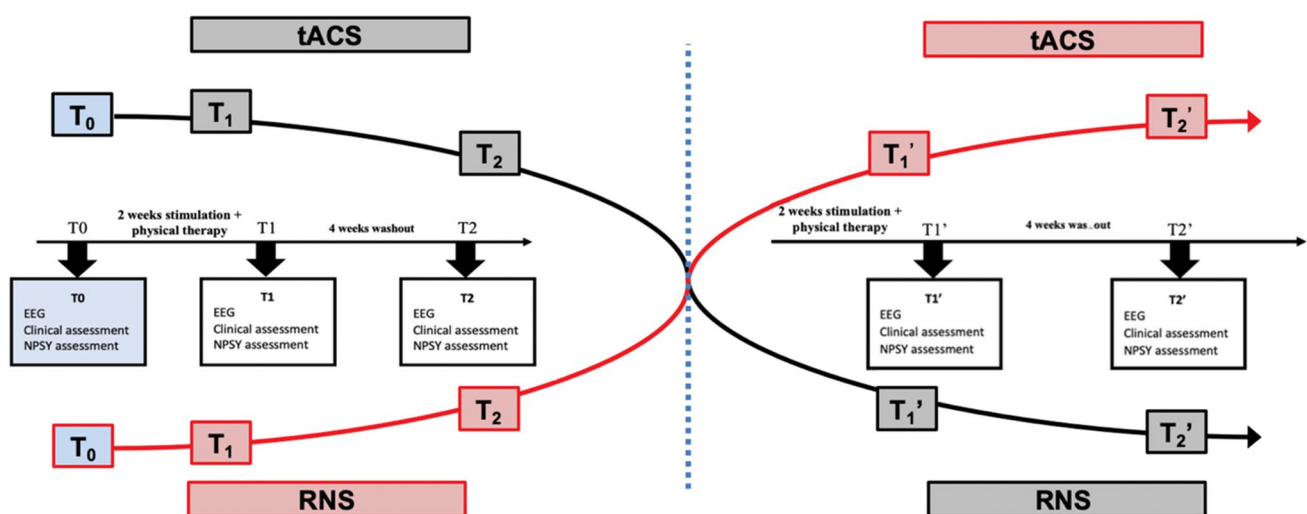 tACS
tACS
T₀
T₁
T₂
T₁’
T₂’
2 weeks stimulation +
physical therapy
T0
T1
4 weeks washout
T2
2 weeks stimulation +
physical therapy
T1’
4 weeks was_out
T2’
T0
EEG
Clinical assessment
NPSY assessment
T1
EEG
Clinical assessment
NPSY assessment
T2
EEG
Clinical assessment
NPSY assessment
T1’
EEG
Clinical assessment
NPSY assessment
T2’
EEG
Clinical assessment
NPSY assessment
T₀
T₁
T₂
T₁’
T₂’
RNS
RNS